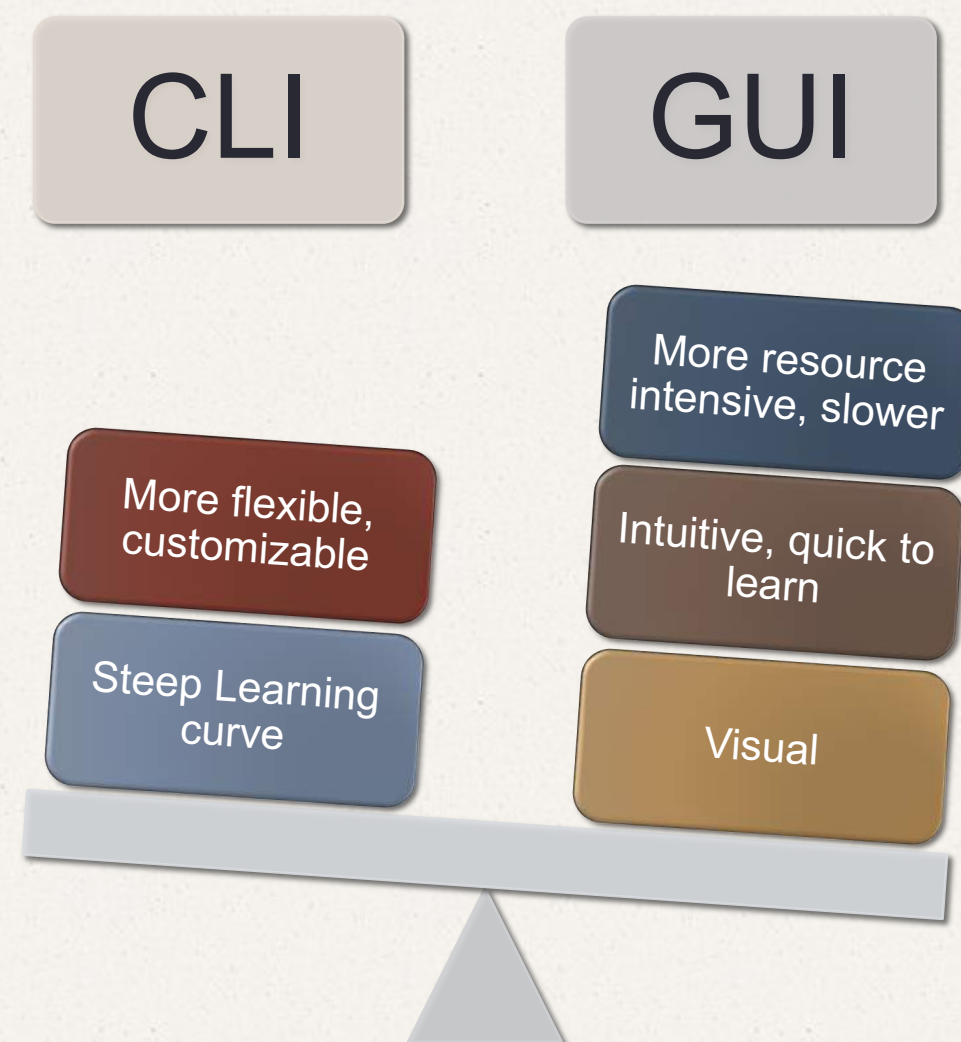 CLI
GUI
More flexible,
customizable
Steep Learning
curve
More resource
intensive, slower
Intuitive, quick to
learn
Visual